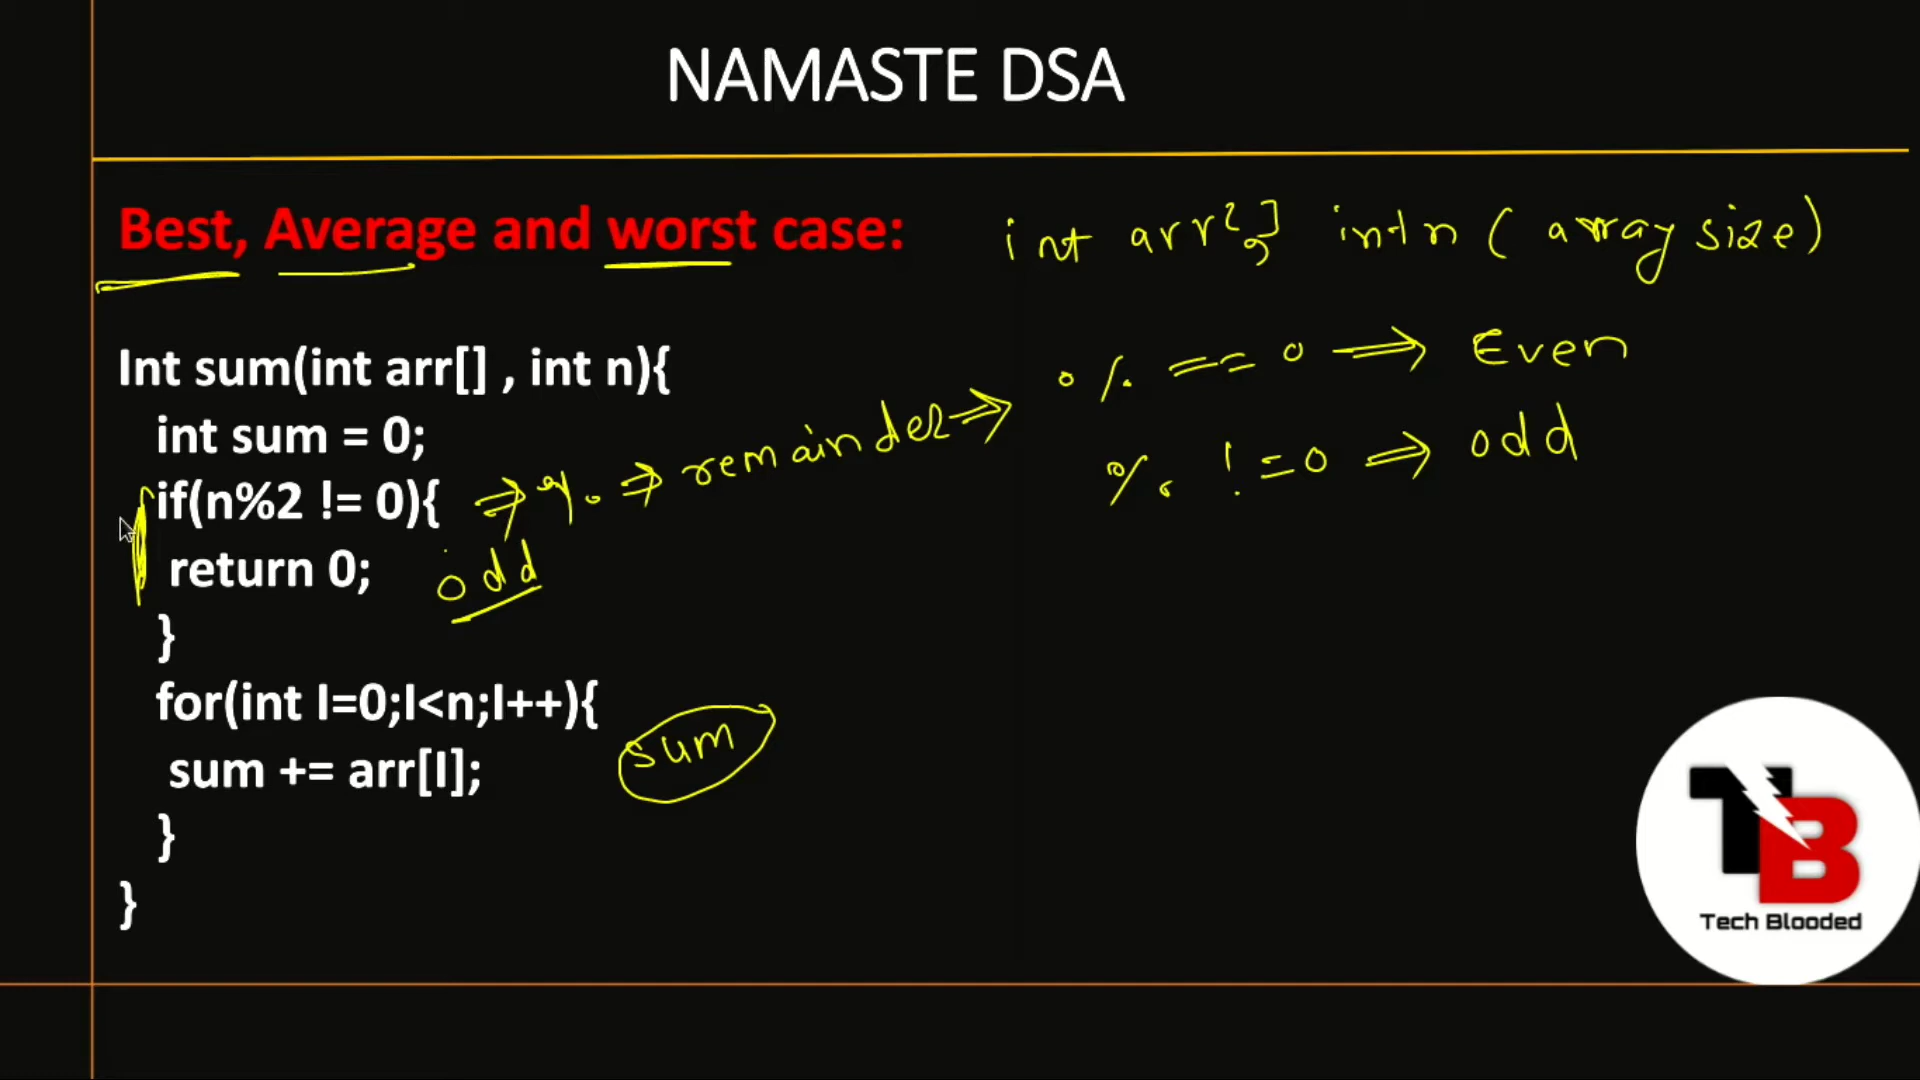 NAMASTE DSA
Best, Average and worst case:
int arr[], int n (array size)
Int sum(int arr[] , int n){
int sum = 0;
if(n%2 != 0){ ⇒ % ⇒ remainder ⇒
% == 0 ⇒ Even
% != 0 ⇒ odd
return 0; odd
}
for(int I=0;I<n;I++){
sum += arr[I]; sum
}
}
Tech Blooded